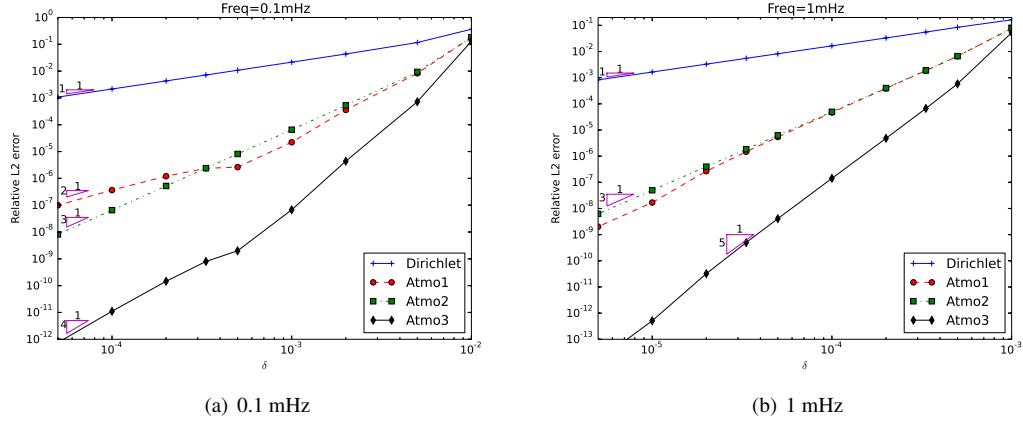 Freq=0.1mHz
10^0
10^-1
10^-2
10^-3
10^-4
10^-5
10^-6
10^-7
10^-8
10^-9
10^-10
10^-11
10^-12
Relative L2 error
1
1
2
1
3
1
4
1
Dirichlet
Atmo1
Atmo2
Atmo3
10^-4
10^-3
10^-2
δ
(a) 0.1 mHz
Freq=1mHz
10^0
10^-1
10^-2
10^-3
10^-4
10^-5
10^-6
10^-7
10^-8
10^-9
10^-10
10^-11
10^-12
10^-13
Relative L2 error
1
1
3
1
5
1
Dirichlet
Atmo1
Atmo2
Atmo3
10^-5
10^-4
10^-3
δ
(b) 1 mHz